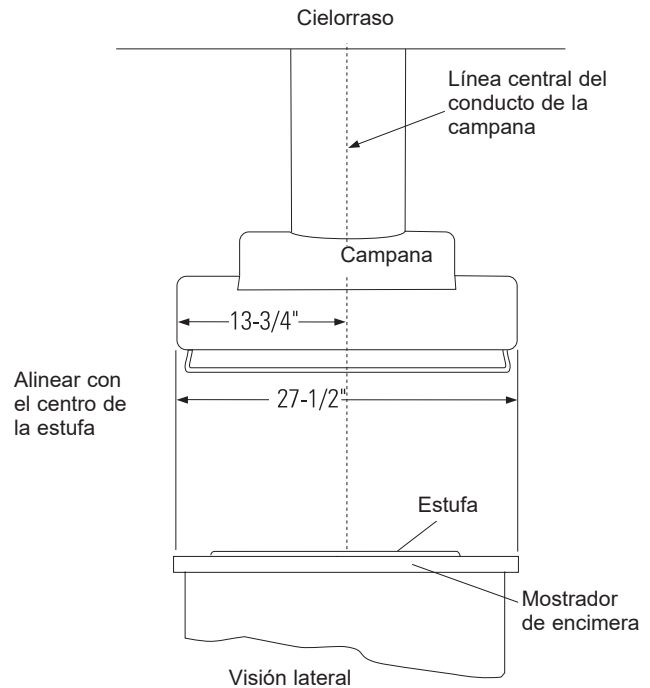 Cielorraso
Línea central del
conducto de la
campana
Campana
13-3/4"
Alinear con
el centro de
la estufa
27-1/2"
Estufa
Mostrador
de encimera
Visión lateral